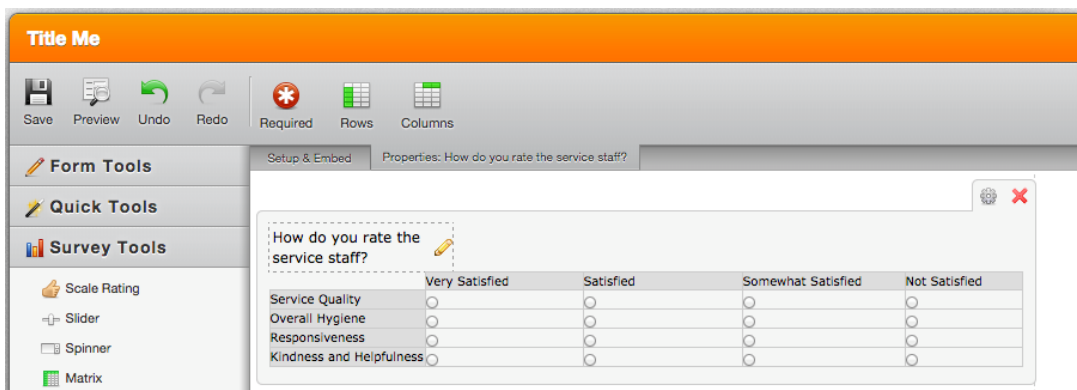 Title Me
Save Preview Undo Redo Required Rows Columns
Setup & Embed Properties: How do you rate the service staff?
Form Tools
Quick Tools
Survey Tools
Scale Rating
Slider
Spinner
Matrix
How do you rate the
service staff?
Very Satisfied Satisfied Somewhat Satisfied Not Satisfied
Service Quality
Overall Hygiene
Responsiveness
Kindness and Helpfulness